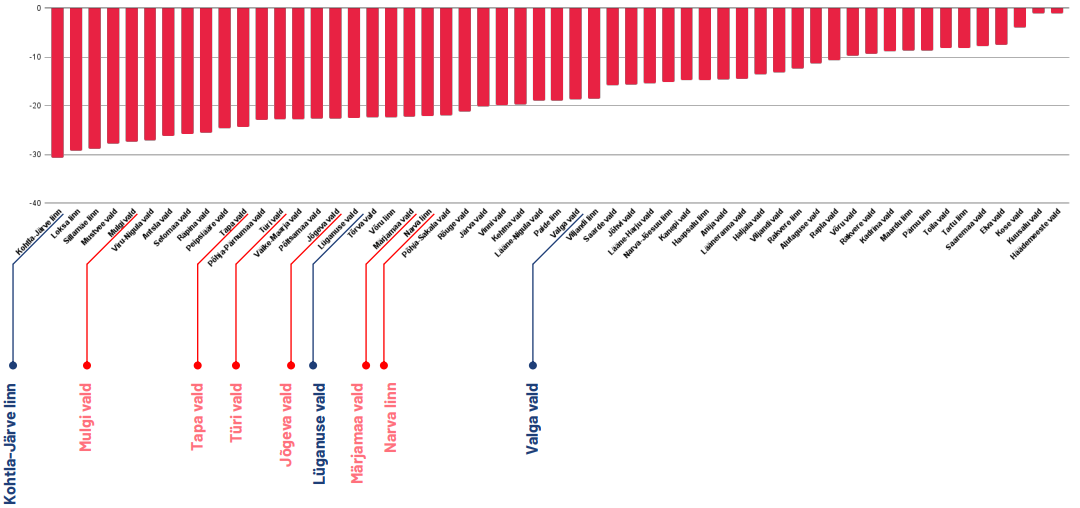 0
-10
-20
-30
-40
Kohtla-Järve linn
Loksa linn
Sillamäe linn
Mustvee vald
Mulgi vald
Viru-Nigula vald
Antsla vald
Setomaa vald
Räpina vald
Peipsiääre vald
Tapa vald
Põhja-Pärnumaa vald
Türi vald
Väike-Maarja vald
Põltsamaa vald
Jõgeva vald
Lüganuse vald
Tõrva vald
Võru linn
Märjamaa vald
Narva linn
Põhja-Sakala vald
Rõuge vald
Järva vald
Vinni vald
Kehtna vald
Lääne-Nigula vald
Paide linn
Valga vald
Viljandi linn
Saarde vald
Jõhvi vald
Lääne-Harju vald
Narva-Jõesuu linn
Kanepi vald
Haapsalu linn
Anija vald
Lääneranna vald
Haljala vald
Viljandi vald
Rakvere linn
Alutaguse vald
Rapla vald
Võru vald
Rakvere vald
Kadrina vald
Maardu linn
Pärnu linn
Toila vald
Tartu linn
Saaremaa vald
Elva vald
Kose vald
Kuusalu vald
Häädemeeste vald
Kohtla-Järve linn
Mulgi vald
Tapa vald
Türi vald
Jõgeva vald
Lüganuse vald
Märjamaa vald
Narva linn
Valga vald